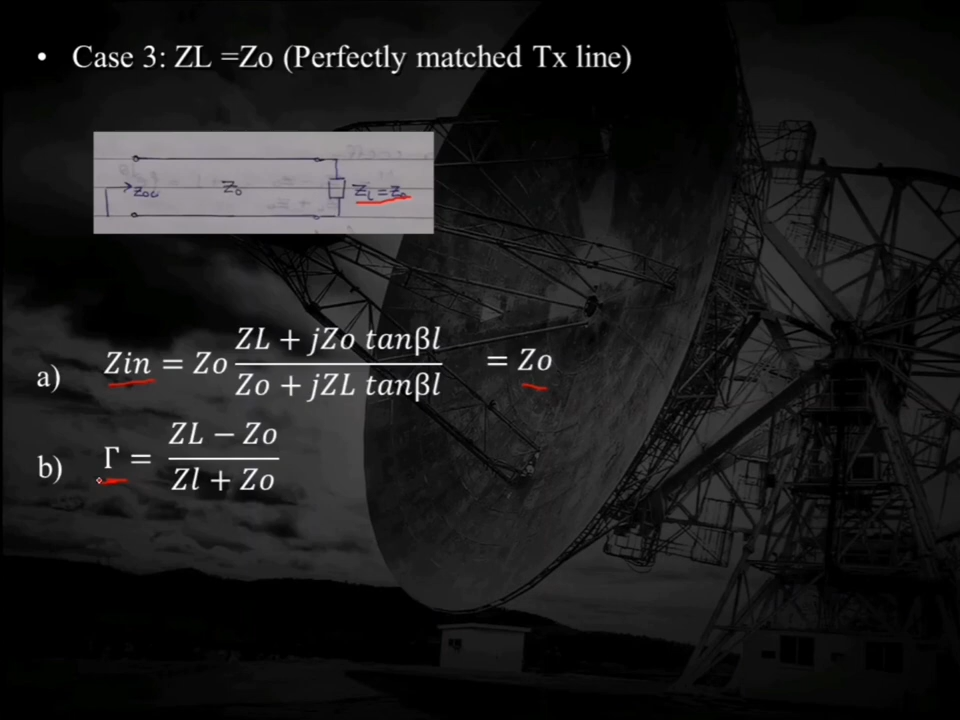 • Case 3: ZL =Zo (Perfectly matched Tx line)
Zo ZL=Zo
a) Zin = Zo (ZL + jZo tanβl)/(Zo + jZL tanβl) = Zo
b) Γ = (ZL − Zo)/(Zl + Zo)